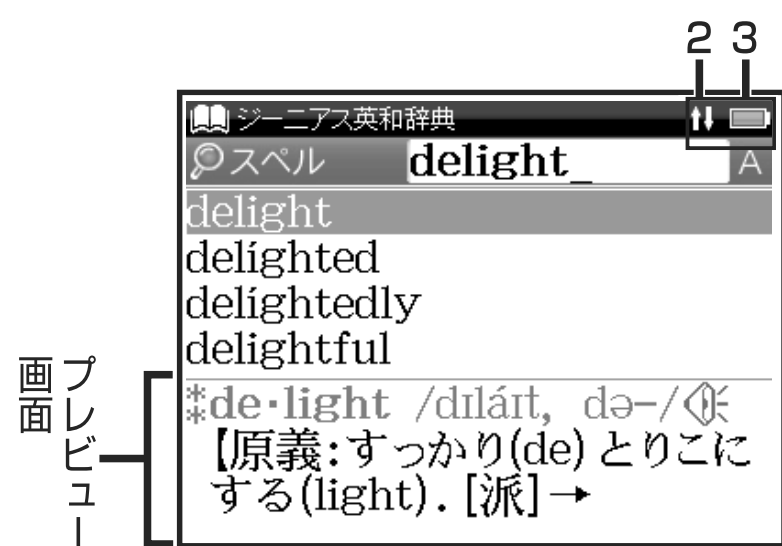 2 3
ジーニアス英和辞典
スペル delight_ A
delight
delíghted
delíghtedly
delightful
プレビュー
画面
⁑de·light /dɪláɪt, də−/
【原義:すっかり(de)とりこに
する(light). [派]→